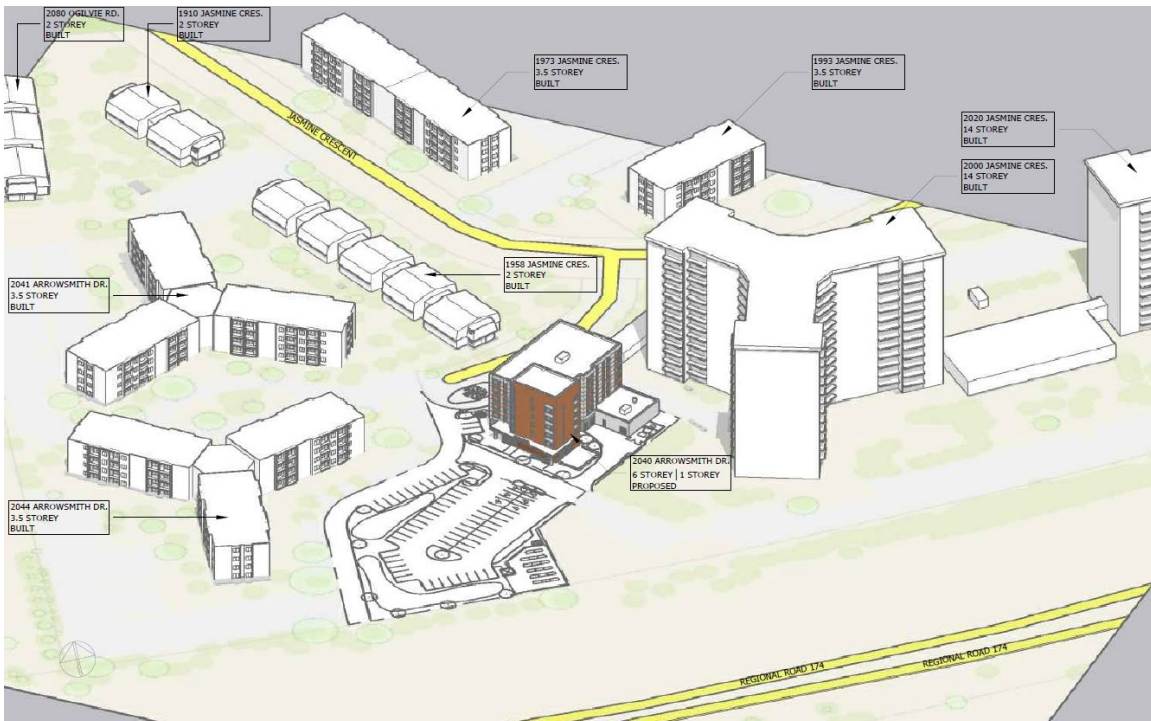 2080 OGILVIE RD.
2 STOREY
BUILT
1910 JASMINE CRES.
2 STOREY
BUILT
1973 JASMINE CRES.
3.5 STOREY
BUILT
1993 JASMINE CRES.
3.5 STOREY
BUILT
2020 JASMINE CRES.
14 STOREY
BUILT
2000 JASMINE CRES.
14 STOREY
BUILT
JASMINE CRESCENT
1958 JASMINE CRES.
2 STOREY
BUILT
2041 ARROWSMITH DR.
3.5 STOREY
BUILT
2040 ARROWSMITH DR.
6 STOREY | 1 STOREY
PROPOSED
2044 ARROWSMITH DR.
3.5 STOREY
BUILT
REGIONAL ROAD 174
REGIONAL ROAD 174